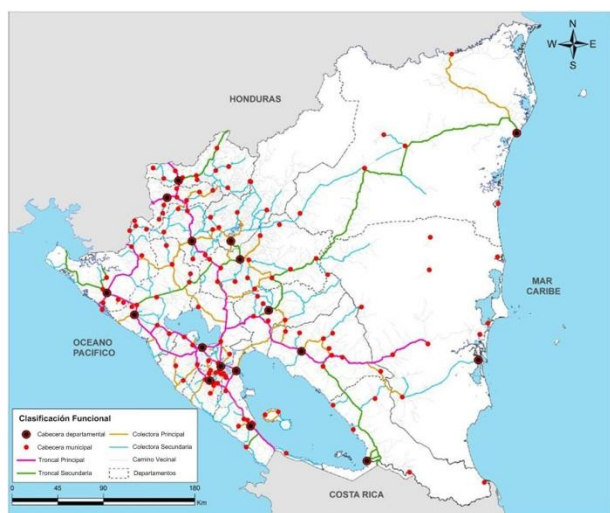 N
W E
S
HONDURAS
MAR
CARIBE
OCEANO
PACIFICO
Clasificación Funcional
Cabecera departamental
Cabecera municipal
Troncal Principal
Troncal Secundaria
Colectora Principal
Colectora Secundaria
Camino Vecinal
Departamentos
0 45 90 180
Km
COSTA RICA